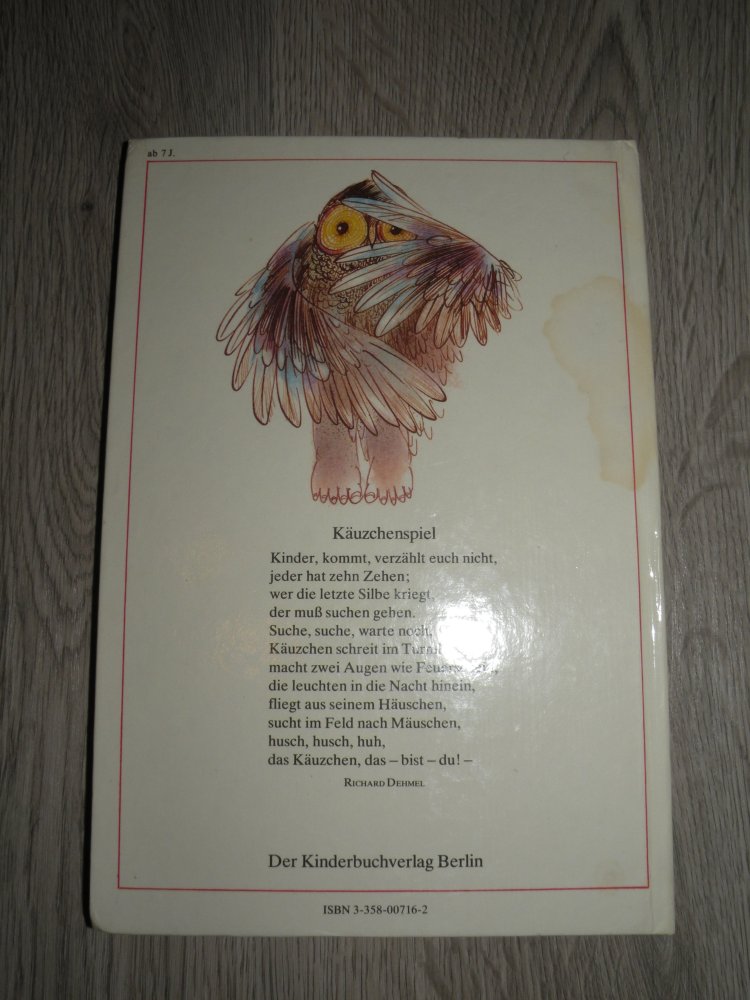 ab 7 J.
Käuzchenspiel
Kinder, kommt, verzählt euch nicht,
jeder hat zehn Zehen;
wer die letzte Silbe kriegt,
der muß suchen gehen.
Suche, suche, warte noch,
Käuzchen schreit im
macht zwei Augen wie
die leuchten in die Nacht hinein,
fliegt aus seinem Häuschen,
sucht im Feld nach Mäuschen,
husch, husch, huh,
das Käuzchen, das – bist – du! –
RICHARD DEHMEL
Der Kinderbuchverlag Berlin
ISBN 3-358-00716-2